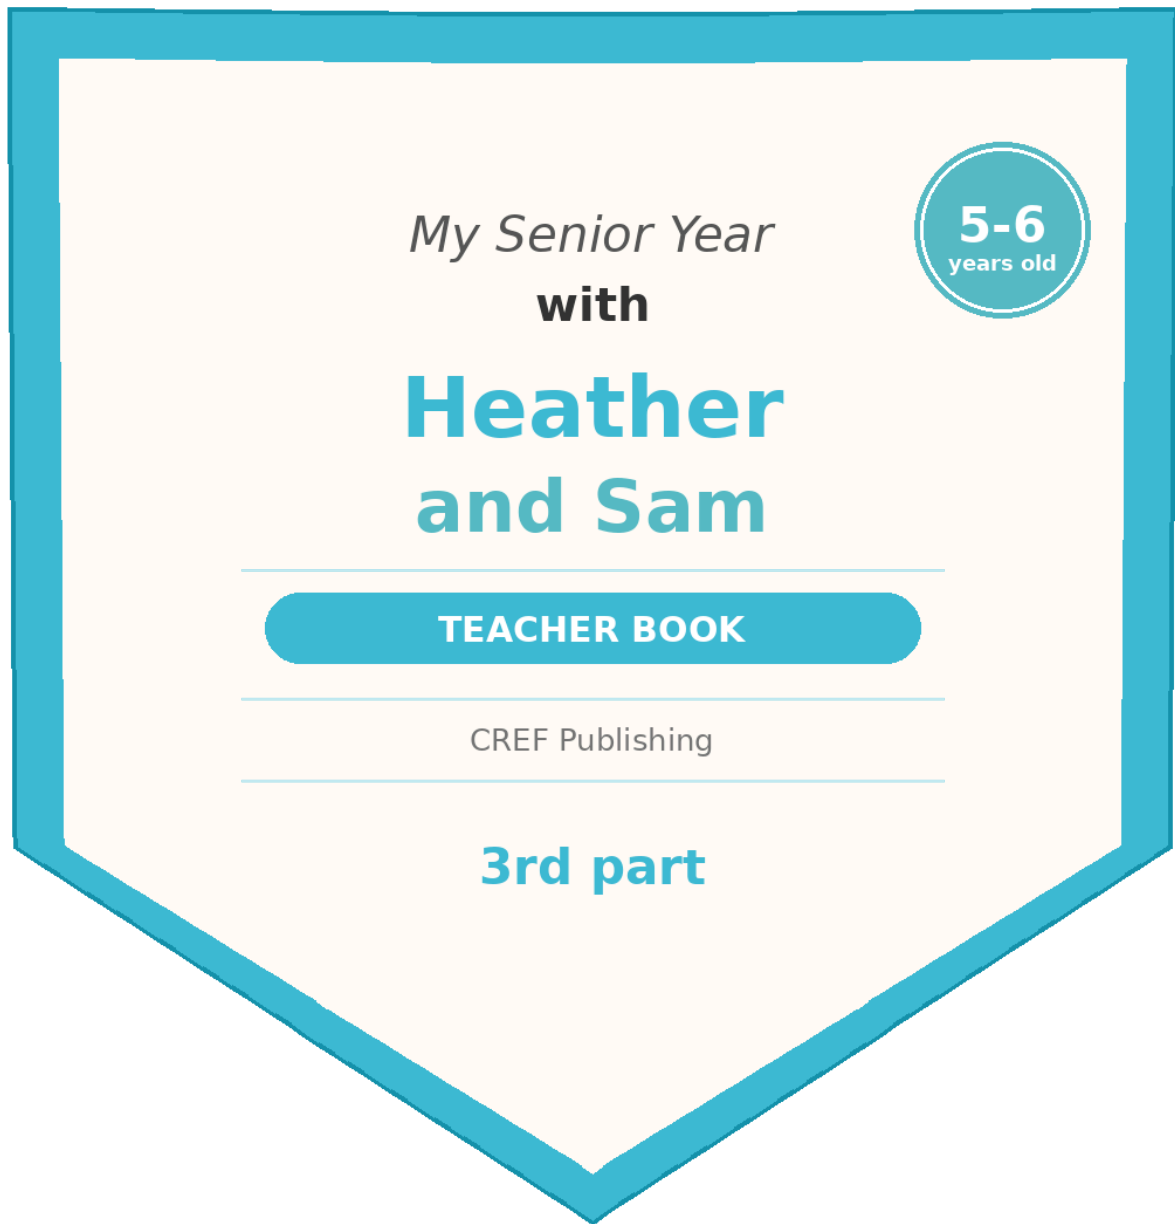 My Senior Year
with
Heather
and Sam
5-6
years old
TEACHER BOOK
CREF Publishing
3rd part